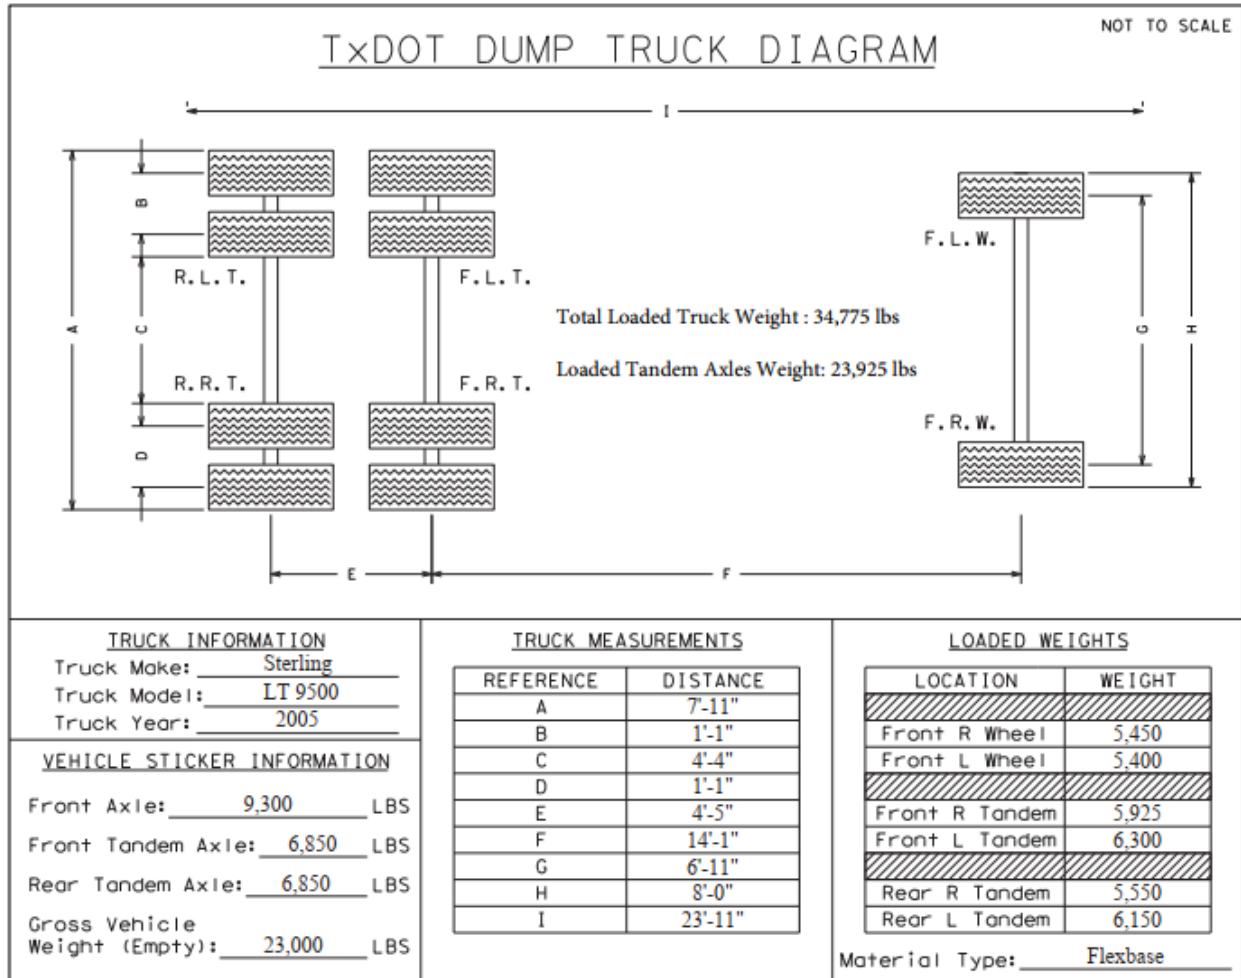 NOT TO SCALE
TxDOT DUMP TRUCK DIAGRAM
I
B
R.L.T.
F.L.T.
F.L.W.
A
C
Total Loaded Truck Weight : 34,775 lbs
G
H
Loaded Tandem Axles Weight: 23,925 lbs
R.R.T.
F.R.T.
F.R.W.
D
E
F
TRUCK INFORMATION
Truck Make: Sterling
Truck Model: LT 9500
Truck Year: 2005
VEHICLE STICKER INFORMATION
Front Axle: 9,300 LBS
Front Tandem Axle: 6,850 LBS
Rear Tandem Axle: 6,850 LBS
Gross Vehicle
Weight (Empty): 23,000 LBS
TRUCK MEASUREMENTS
REFERENCE DISTANCE
A 7'-11"
B 1'-1"
C 4'-4"
D 1'-1"
E 4'-5"
F 14'-1"
G 6'-11"
H 8'-0"
I 23'-11"
LOADED WEIGHTS
LOCATION WEIGHT
Front R Wheel 5,450
Front L Wheel 5,400
Front R Tandem 5,925
Front L Tandem 6,300
Rear R Tandem 5,550
Rear L Tandem 6,150
Material Type: Flexbase